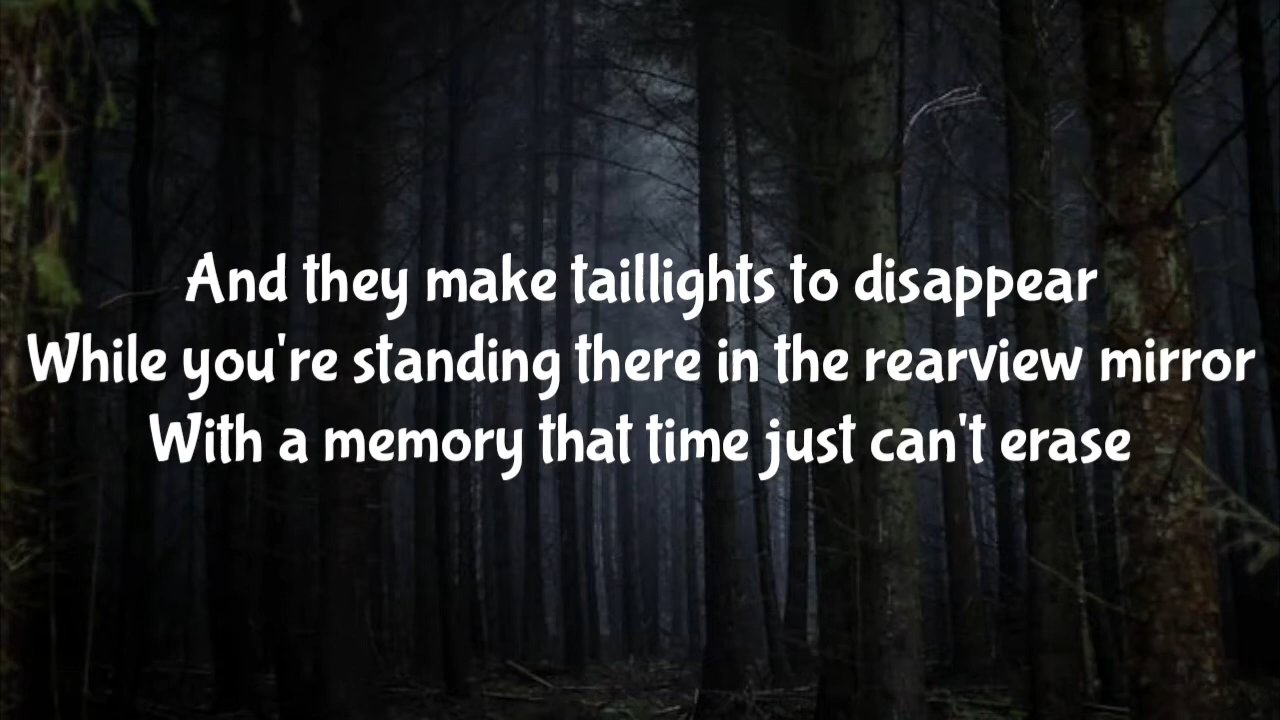 And they make taillights to disappear
While you're standing there in the rearview mirror
With a memory that time just can't erase